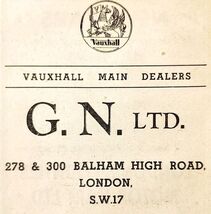 Vauxhall
VAUXHALL MAIN DEALERS
G. N. LTD.
278 & 300 BALHAM HIGH ROAD,
LONDON,
S.W.17